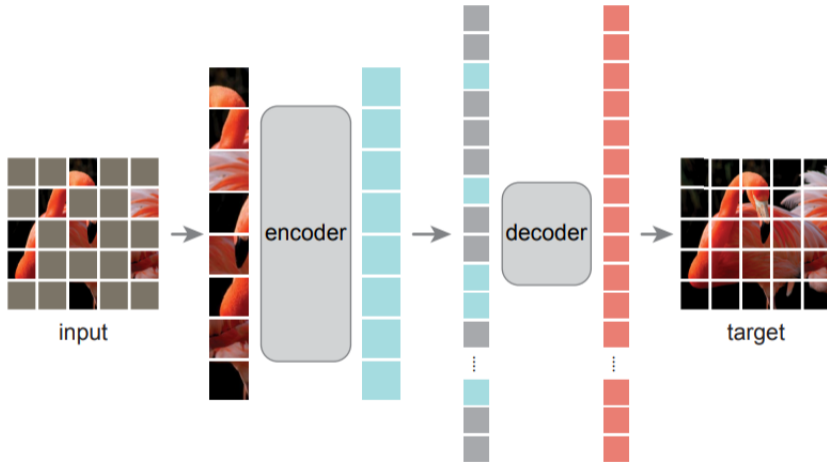 input
encoder
decoder
target